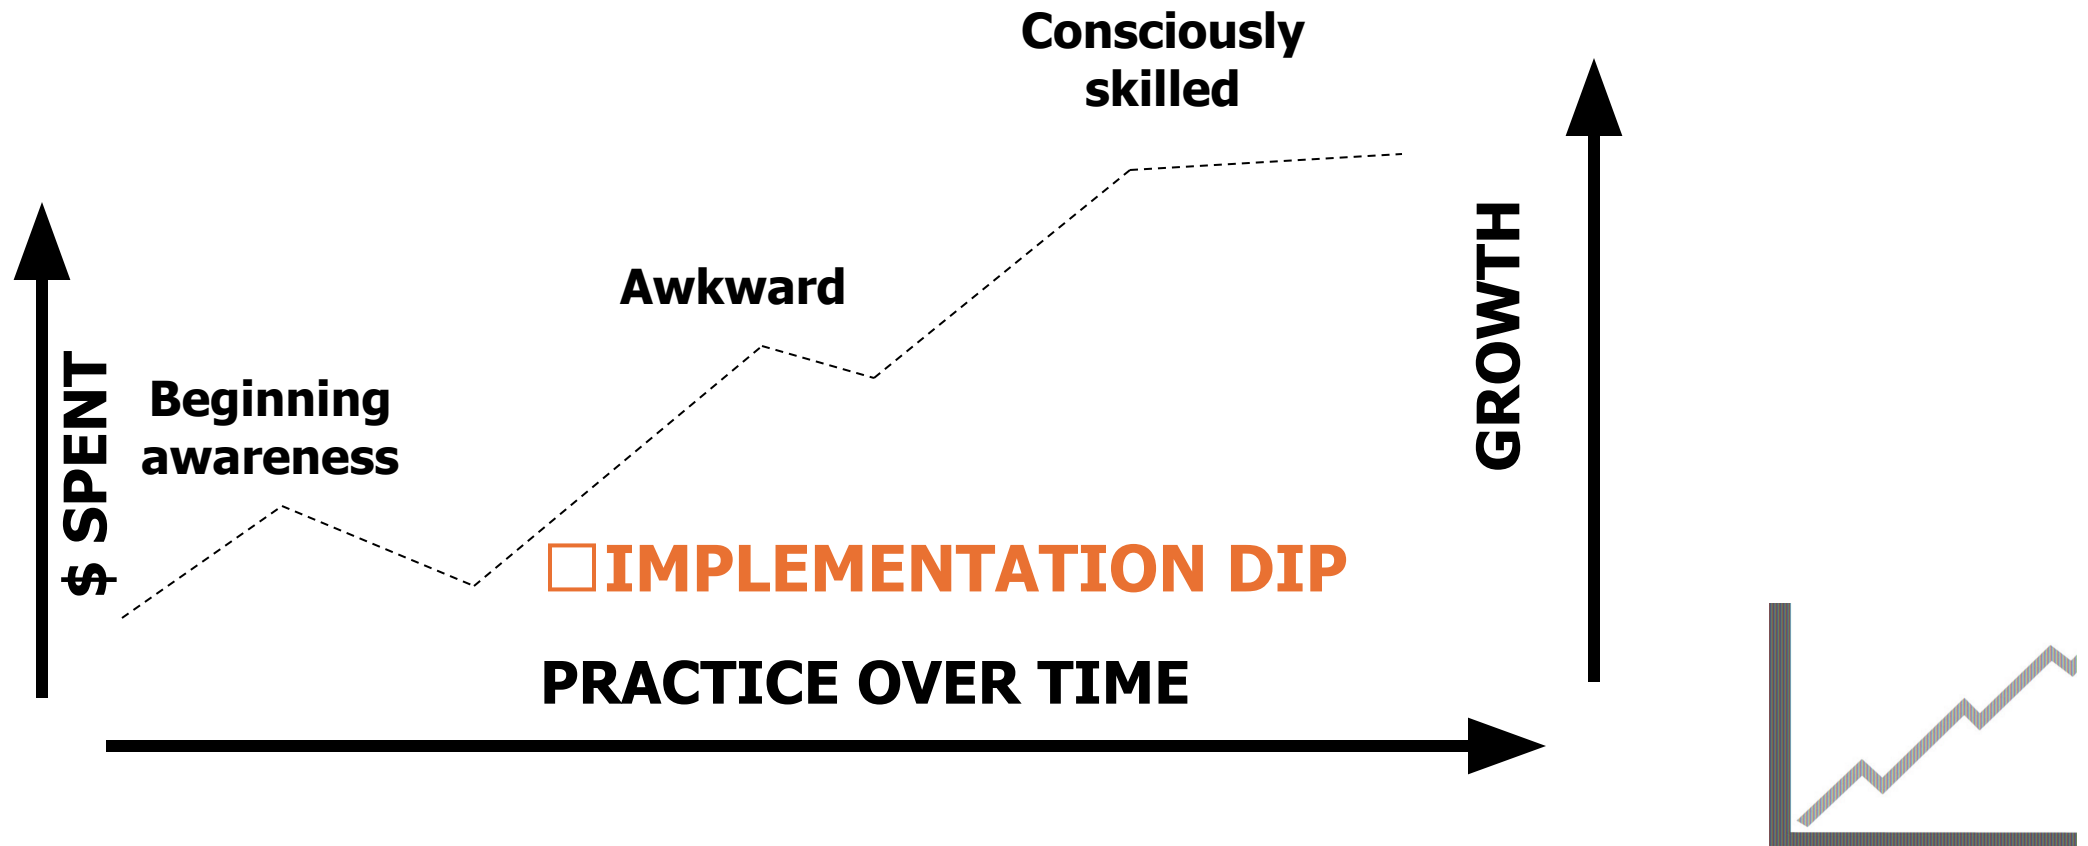 Consciously
skilled
Awkward
Beginning
awareness
$ SPENT
GROWTH
□IMPLEMENTATION DIP
PRACTICE OVER TIME